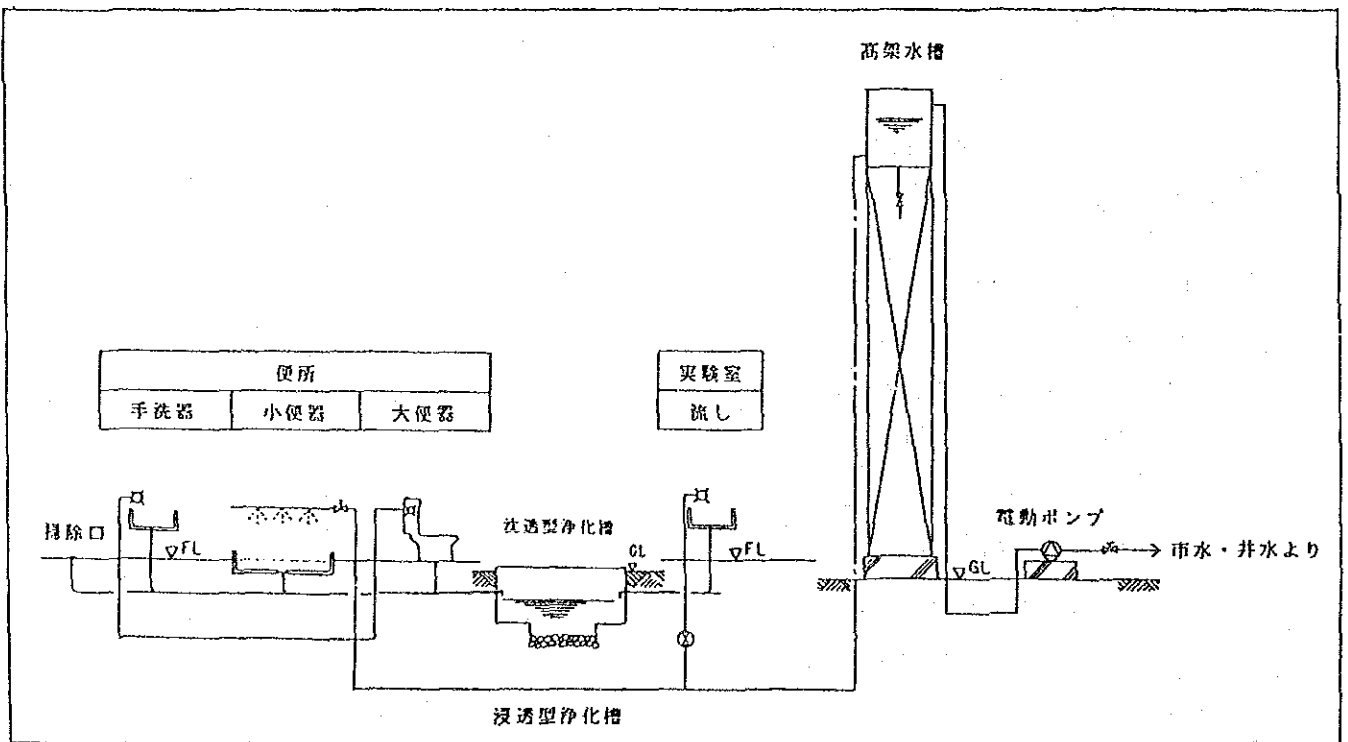 高架水槽
便所
手洗器 小便器 大便器
実験室
流し
掃除口
FL
沈透型浄化槽
GL
FL
電動ポンプ
市水・井水より
GL
浸透型浄化槽